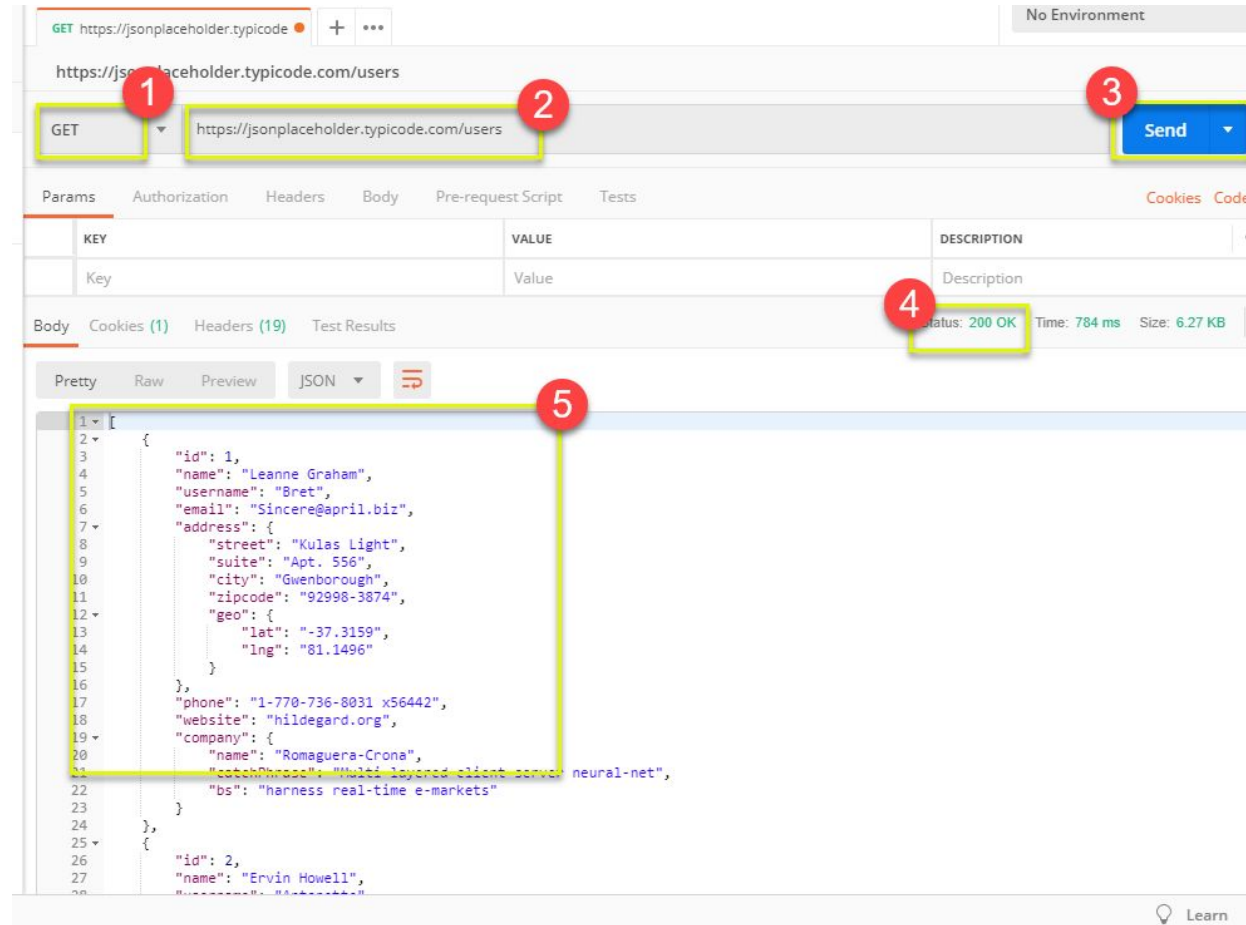 GET https://jsonplaceholder.typicode + ••• No Environment
https://jsonplaceholder.typicode.com/users
1 2 3
GET https://jsonplaceholder.typicode.com/users Send
Params Authorization Headers Body Pre-request Script Tests Cookies Code
KEY VALUE DESCRIPTION
Key Value Description
4
Body Cookies (1) Headers (19) Test Results Status: 200 OK Time: 784 ms Size: 6.27 KB
Pretty Raw Preview JSON
5
1 [
2 {
3 "id": 1,
4 "name": "Leanne Graham",
5 "username": "Bret",
6 "email": "Sincere@april.biz",
7 "address": {
8 "street": "Kulas Light",
9 "suite": "Apt. 556",
10 "city": "Gwenborough",
11 "zipcode": "92998-3874",
12 "geo": {
13 "lat": "-37.3159",
14 "lng": "81.1496"
15 }
16 },
17 "phone": "1-770-736-8031 x56442",
18 "website": "hildegard.org",
19 "company": {
20 "name": "Romaguera-Crona",
21 "catchPhrase": "Multi-layered client-server neural-net",
22 "bs": "harness real-time e-markets"
23 }
24 },
25 {
26 "id": 2,
27 "name": "Ervin Howell",
28 "username": "Antonette"
Learn